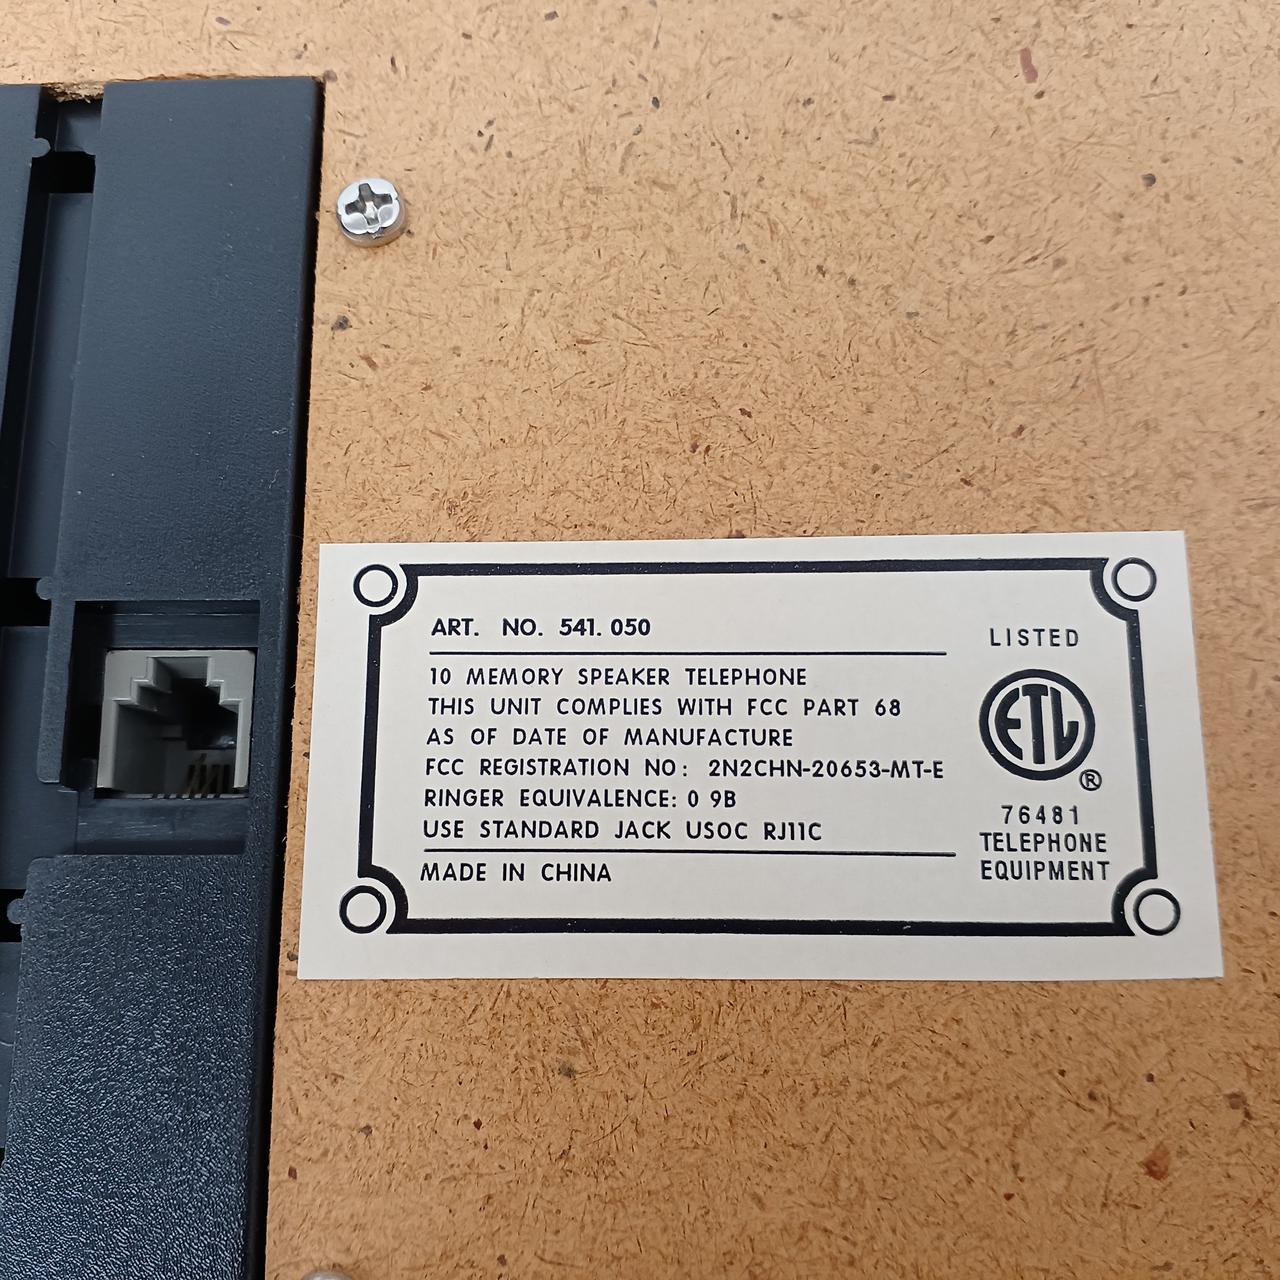 ART. NO. 541. 050
10 MEMORY SPEAKER TELEPHONE
THIS UNIT COMPLIES WITH FCC PART 68
AS OF DATE OF MANUFACTURE
FCC REGISTRATION NO: 2N2CHN-20653-MT-E
RINGER EQUIVALENCE: 0 9B
USE STANDARD JACK USOC RJ11C
MADE IN CHINA
LISTED
ETL
®
76481
TELEPHONE
EQUIPMENT